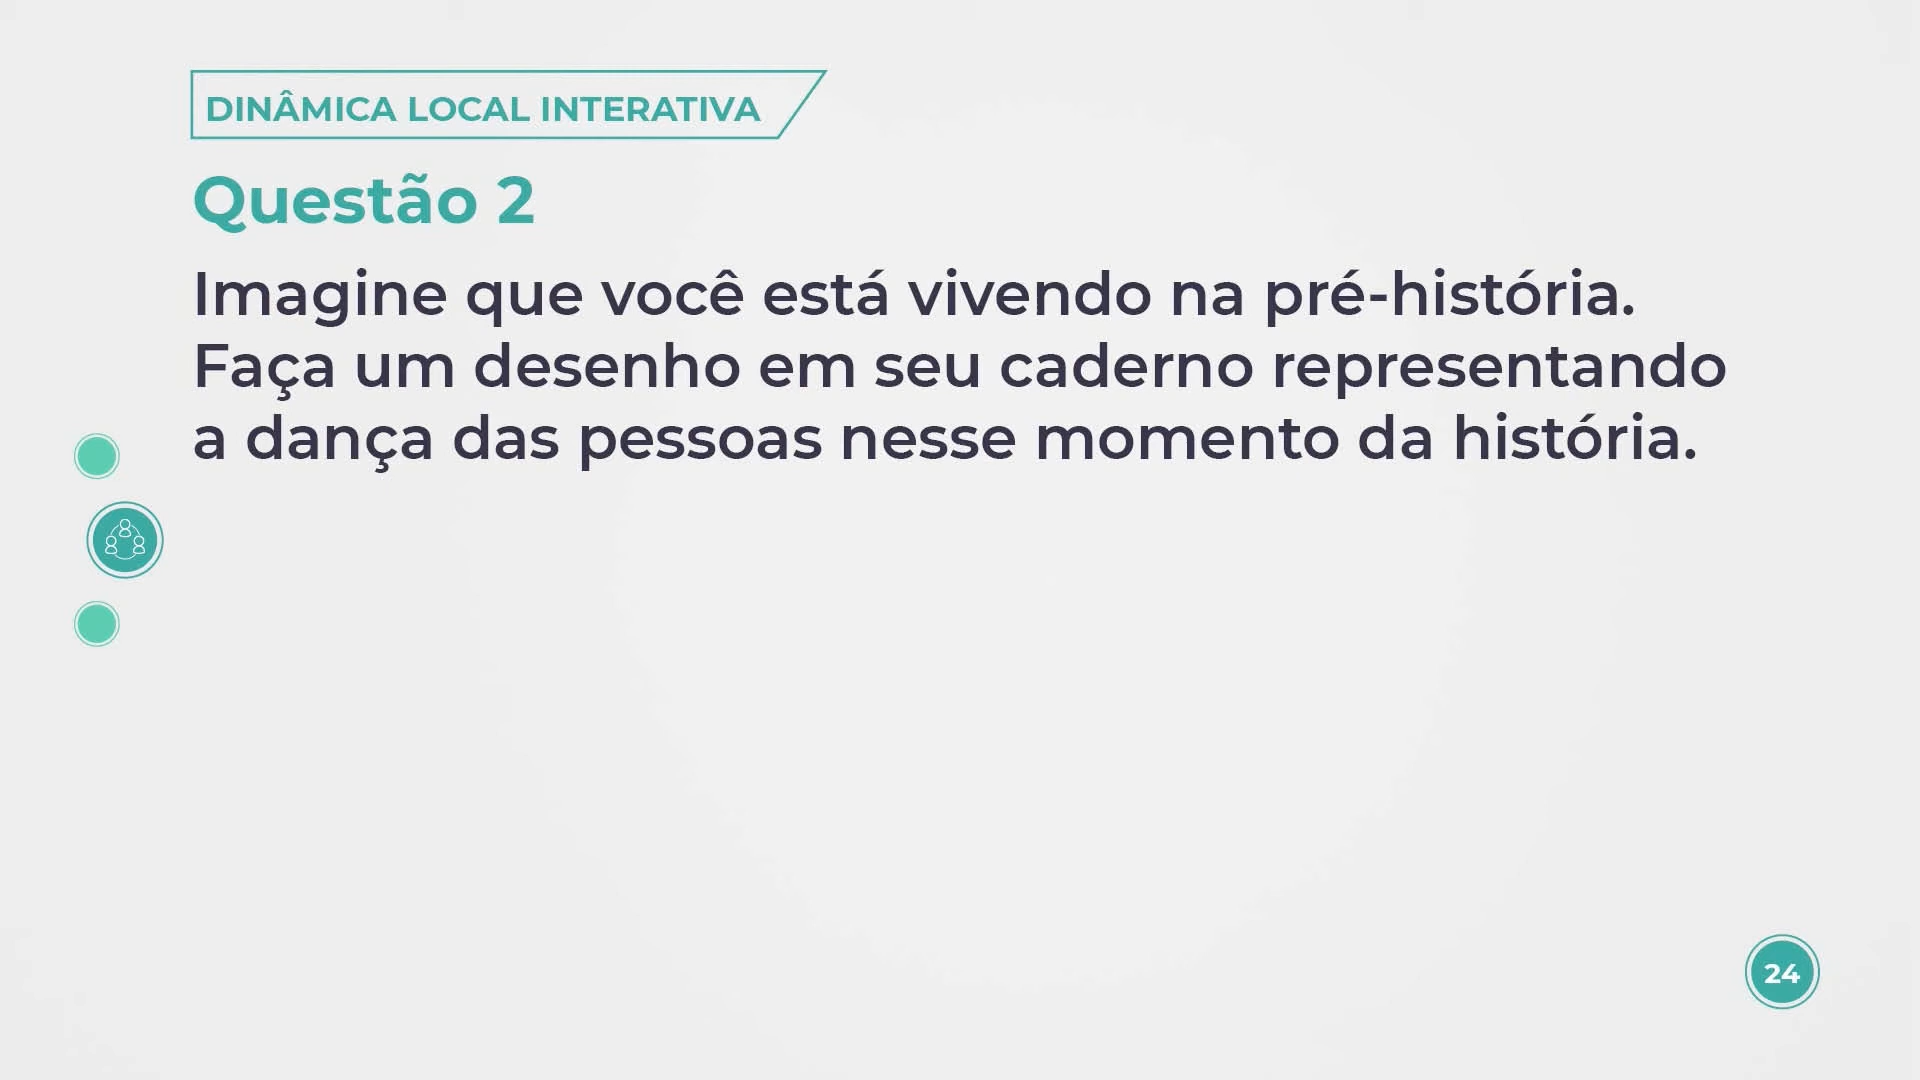 DINÂMICA LOCAL INTERATIVA
Questão 2
Imagine que você está vivendo na pré-história.
Faça um desenho em seu caderno representando
a dança das pessoas nesse momento da história.
24